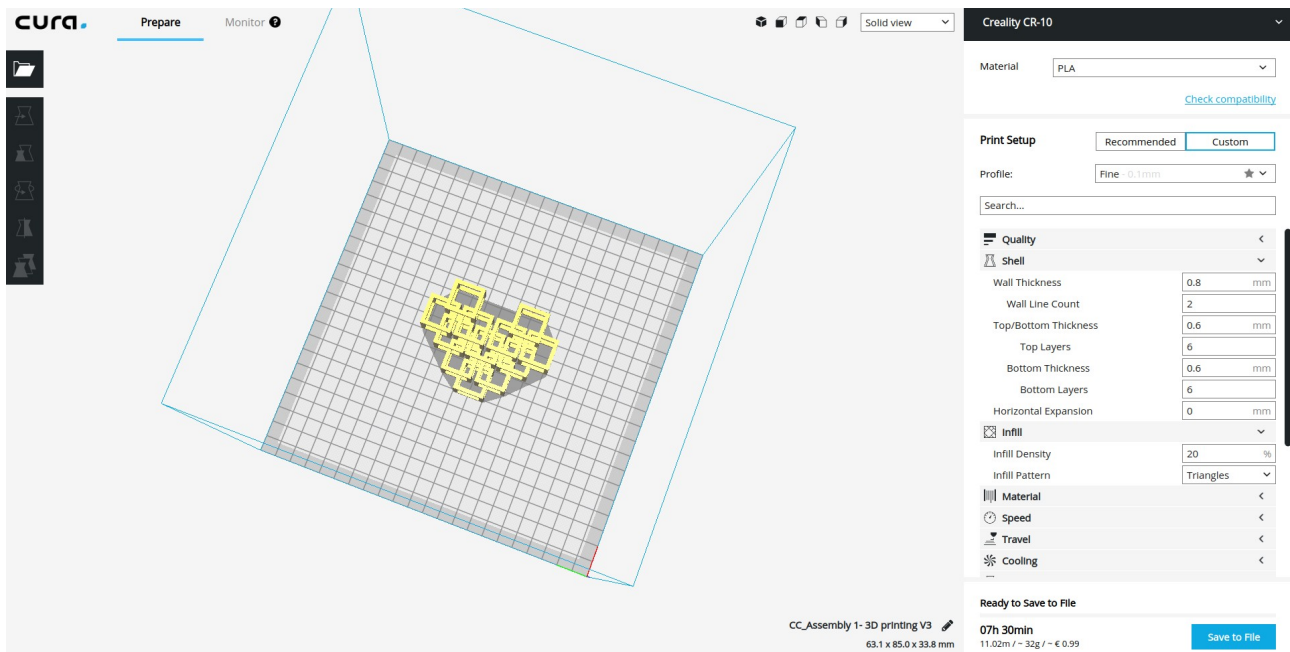 cura.
Prepare
Monitor ?
Solid view
Creality CR-10
Material
PLA
Check compatibility
Print Setup
Recommended
Custom
Profile:
Fine - 0.1mm
Search...
Quality
Shell
Wall Thickness
0.8 mm
Wall Line Count
2
Top/Bottom Thickness
0.6 mm
Top Layers
6
Bottom Thickness
0.6 mm
Bottom Layers
6
Horizontal Expansion
0 mm
Infill
Infill Density
20 %
Infill Pattern
Triangles
Material
Speed
Travel
Cooling
CC_Assembly 1- 3D printing V3
63.1 x 85.0 x 33.8 mm
Ready to Save to File
07h 30min
11.02m / ~ 32g / ~ € 0.99
Save to File